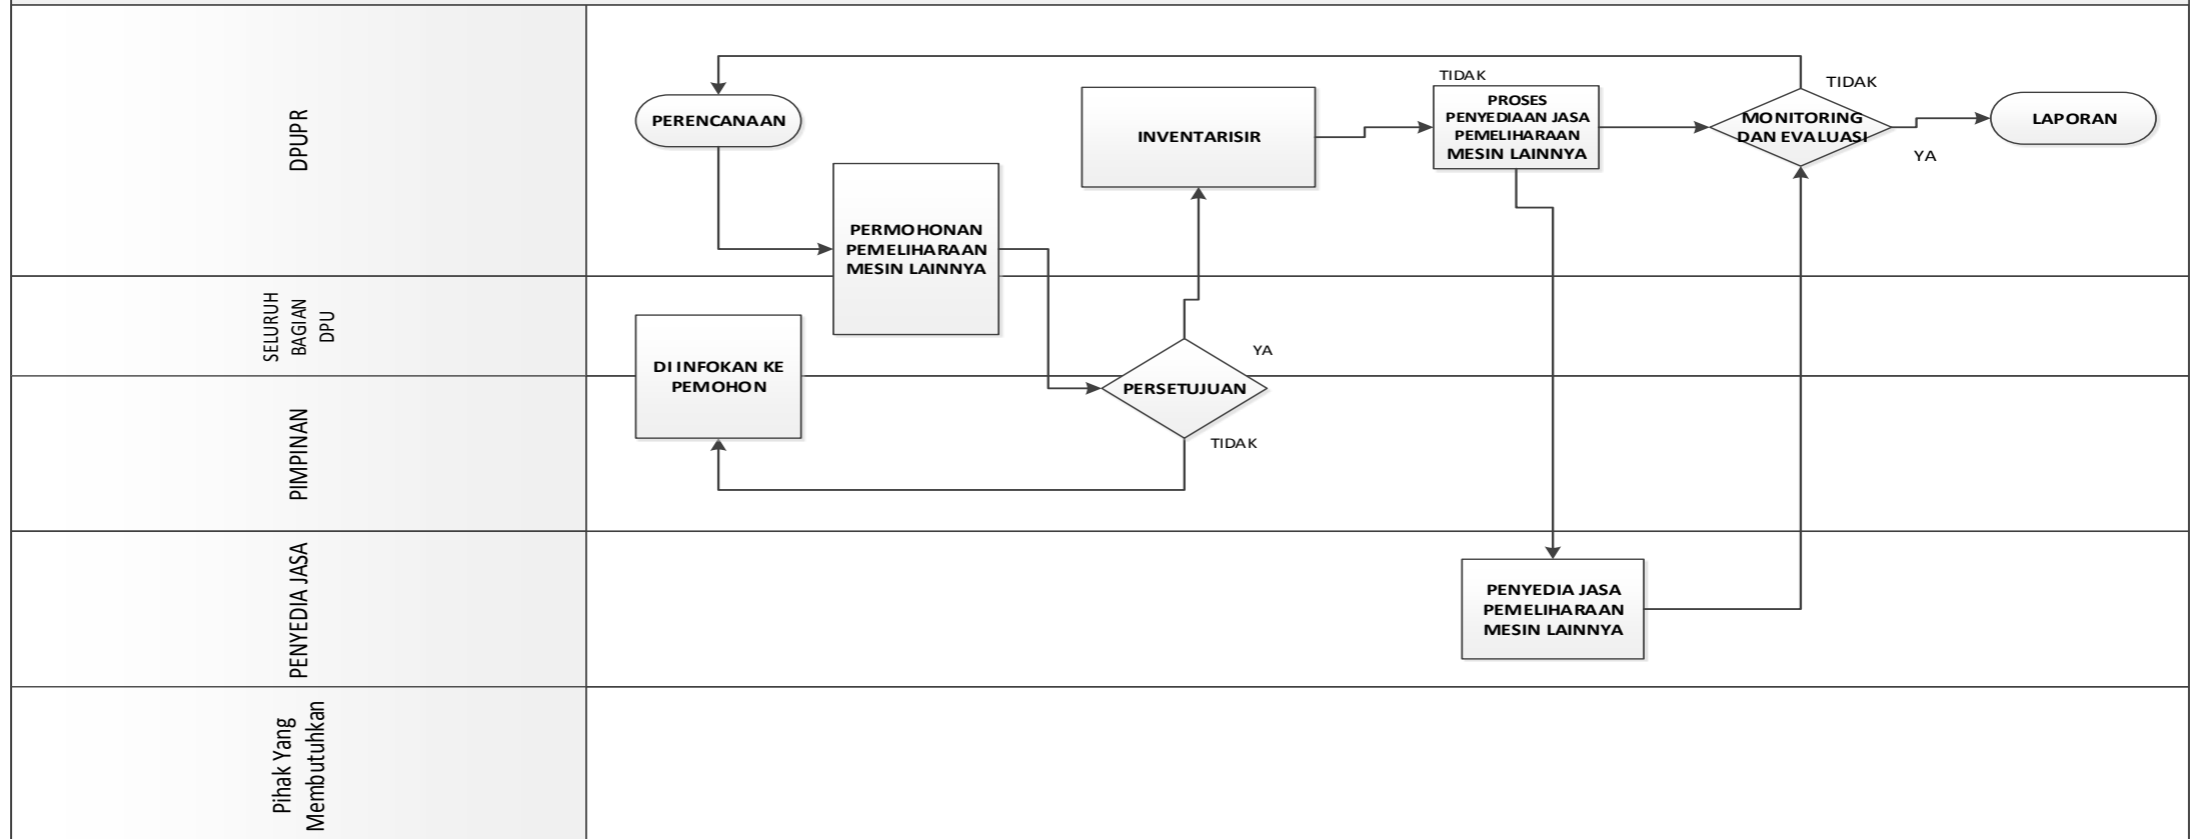 DPUPR
PERENCANAAN
PERMOHONAN
PEMELIHARAAN
MESIN LAINNYA
INVENTARISIR
TIDAK
PROSES
PENYEDIAAN JASA
PEMELIHARAAN
MESIN LAINNYA
TIDAK
MONITORING
DAN EVALUASI
YA
LAPORAN
SELURUH
BAGIAN
DPU
DI INFOKAN KE
PEMOHON
YA
PERSETUJUAN
TIDAK
PIMPINAN
PENYEDIA JASA
PENYEDIA JASA
PEMELIHARAAN
MESIN LAINNYA
Pihak Yang
Membutuhkan